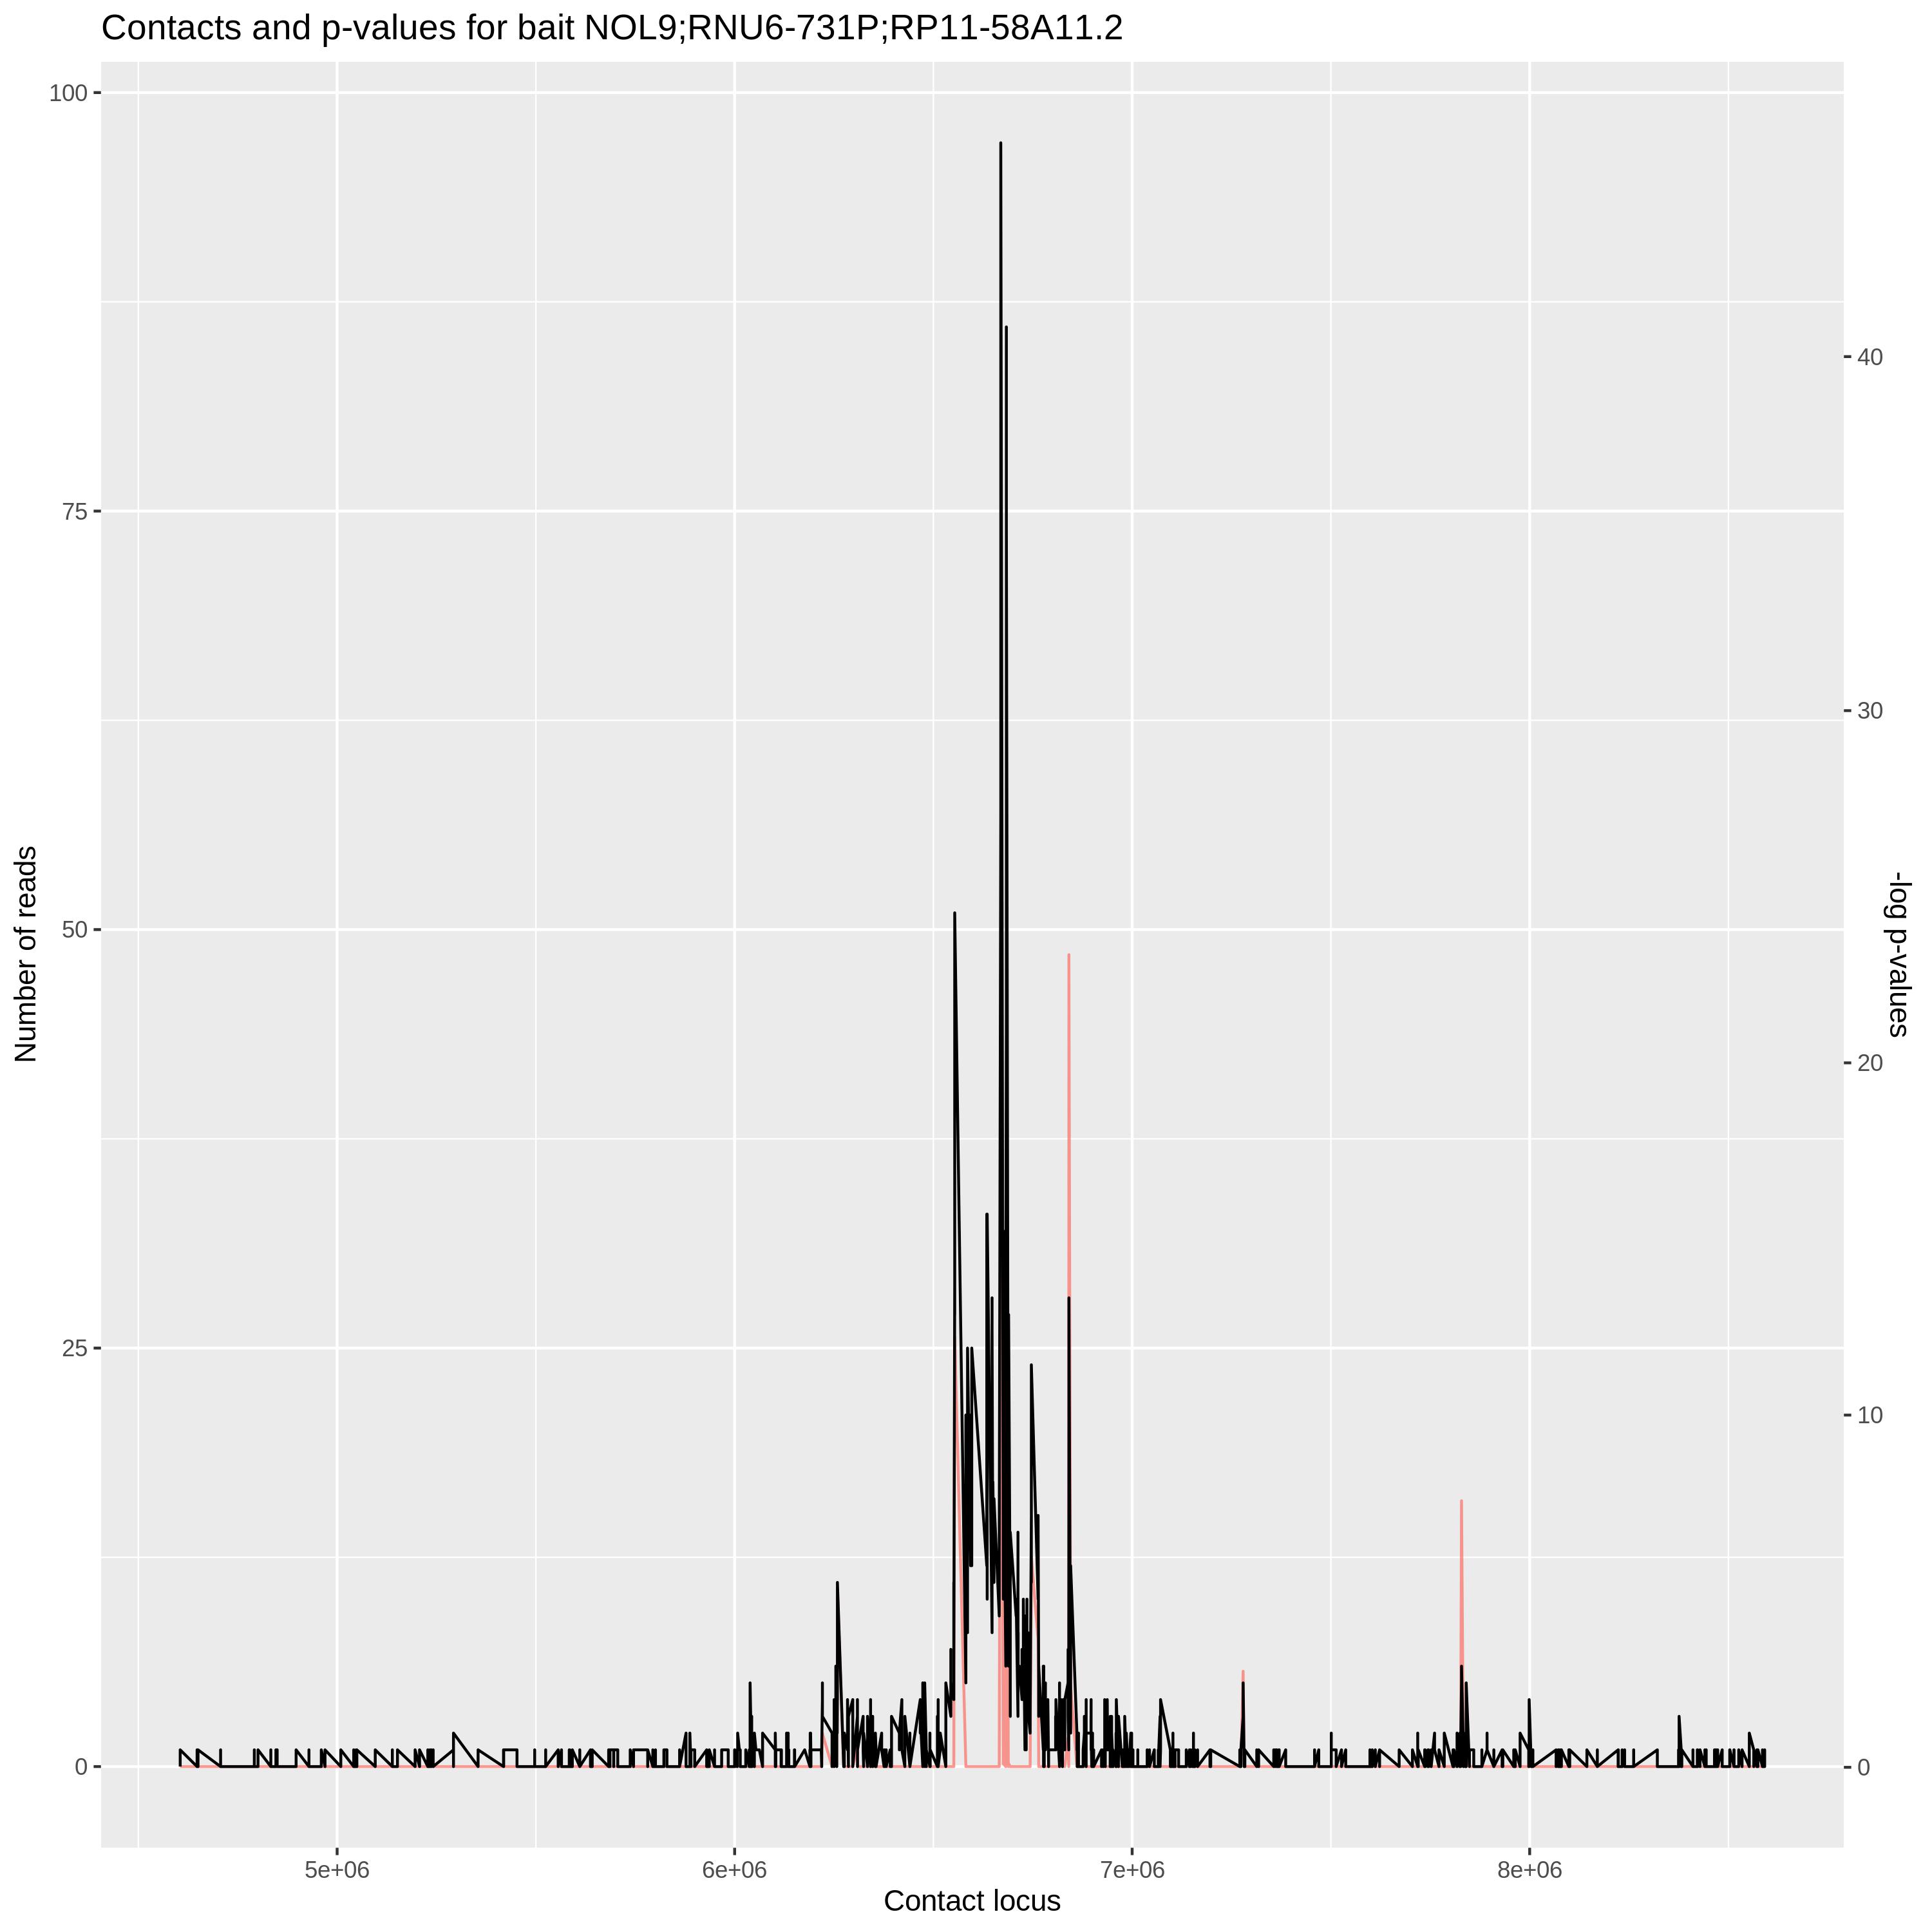 Contacts and p-values for bait NOL9;RNU6-731P;RP11-58A11.2
100
75
50
25
0
Number of reads
40
30
20
10
0
-log p-values
5e+06
6e+06
7e+06
8e+06
Contact locus